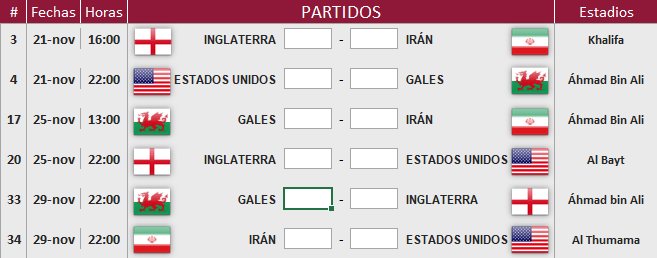 # Fechas Horas PARTIDOS Estadios
3 21-nov 16:00 INGLATERRA - IRÁN Khalifa
4 21-nov 22:00 ESTADOS UNIDOS - GALES Áhmad Bin Ali
17 25-nov 13:00 GALES - IRÁN Áhmad Bin Ali
20 25-nov 22:00 INGLATERRA - ESTADOS UNIDOS Al Bayt
33 29-nov 22:00 GALES - INGLATERRA Áhmad bin Ali
34 29-nov 22:00 IRÁN - ESTADOS UNIDOS Al Thumama